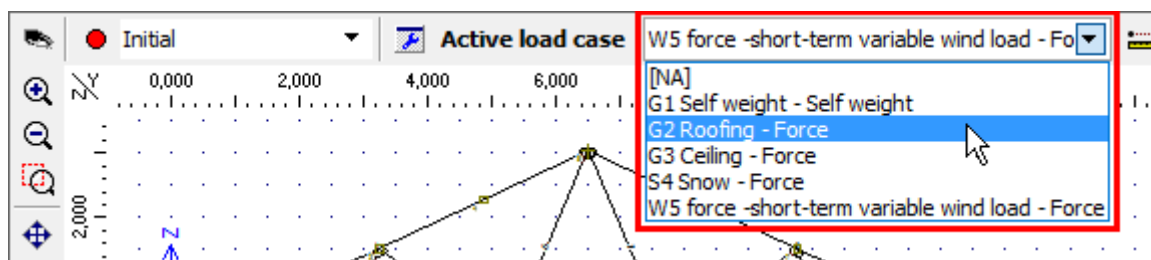 Initial Active load case W5 force -short-term variable wind load - Fo
Z/Y 0,000 2,000 4,000 6,000
[NA]
G1 Self weight - Self weight
G2 Roofing - Force
G3 Ceiling - Force
S4 Snow - Force
W5 force -short-term variable wind load - Force
2,000
Z